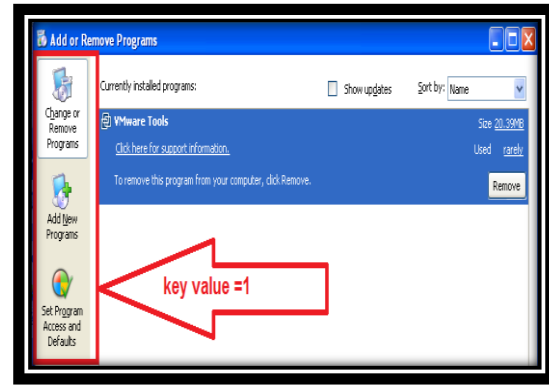 Add or Remove Programs
Change or
Remove
Programs
Add New
Programs
Set Program
Access and
Defaults
Currently installed programs:
Show updates
Sort by: Name
VMware Tools
Size 20.39MB
Click here for support information.
Used rarely
To remove this program from your computer, click Remove.
Remove
key value =1